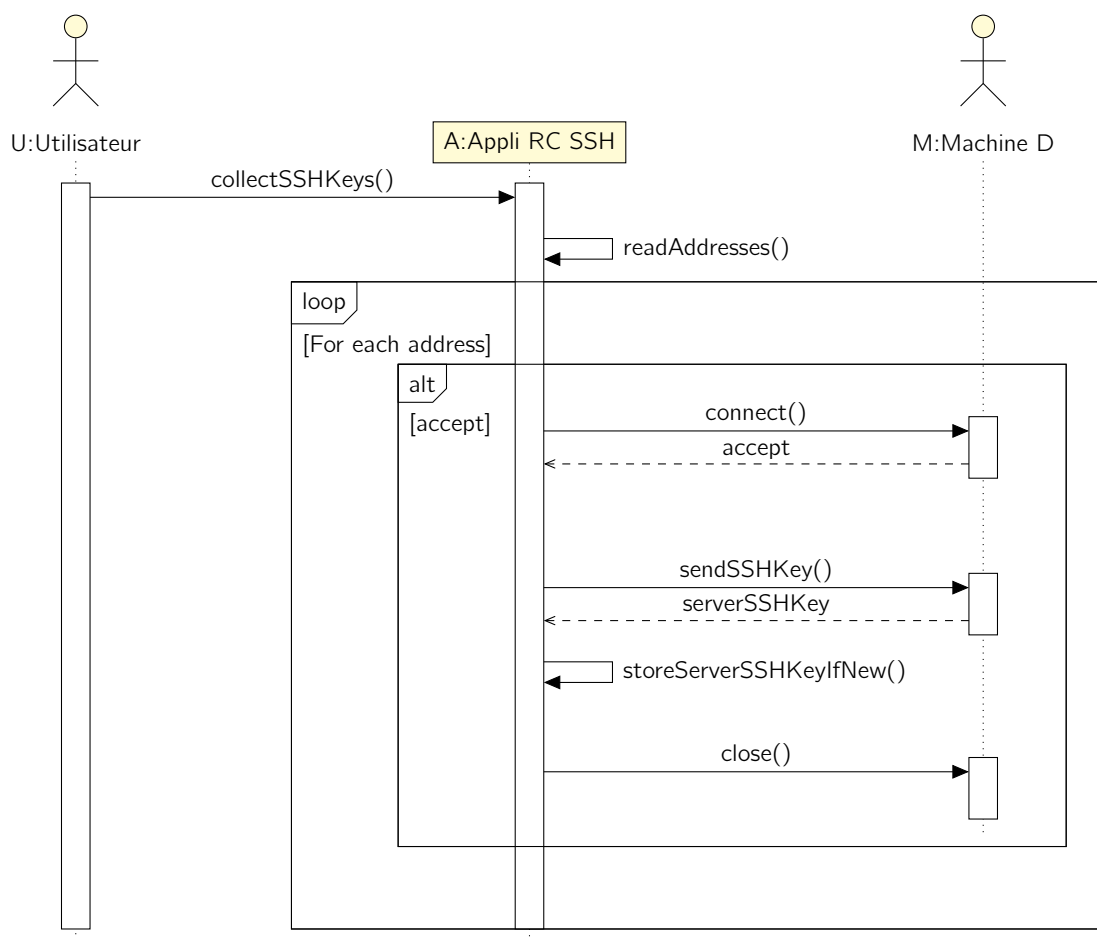 U:Utilisateur
A:Appli RC SSH
M:Machine D
collectSSHKeys()
readAddresses()
loop
[For each address]
alt
[accept]
connect()
accept
sendSSHKey()
serverSSHKey
storeServerSSHKeyIfNew()
close()